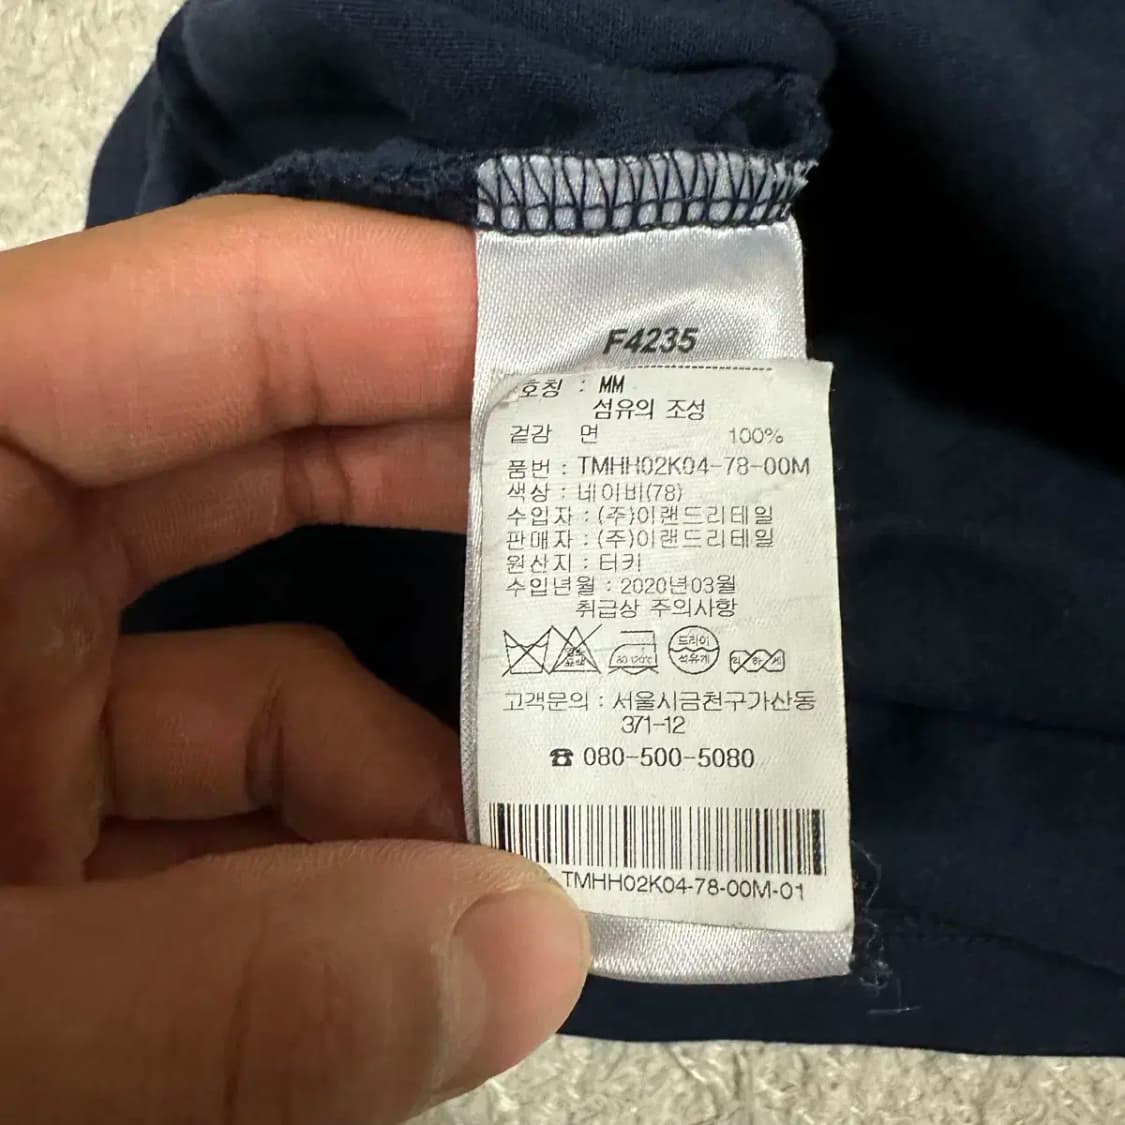 F4235
호칭 : MM
섬유의 조성
겉감 면 100%
품번 : TMHH02K04-78-00M
색상 : 네이비(78)
수입자 : (주)이랜드리테일
판매자 : (주)이랜드리테일
원산지 : 터키
수입년월 : 2020년03월
취급상 주의사항
드라이
석유계
고객문의 : 서울시금천구가산동
371-12
☎ 080-500-5080
TMHH02K04-78-00M-01